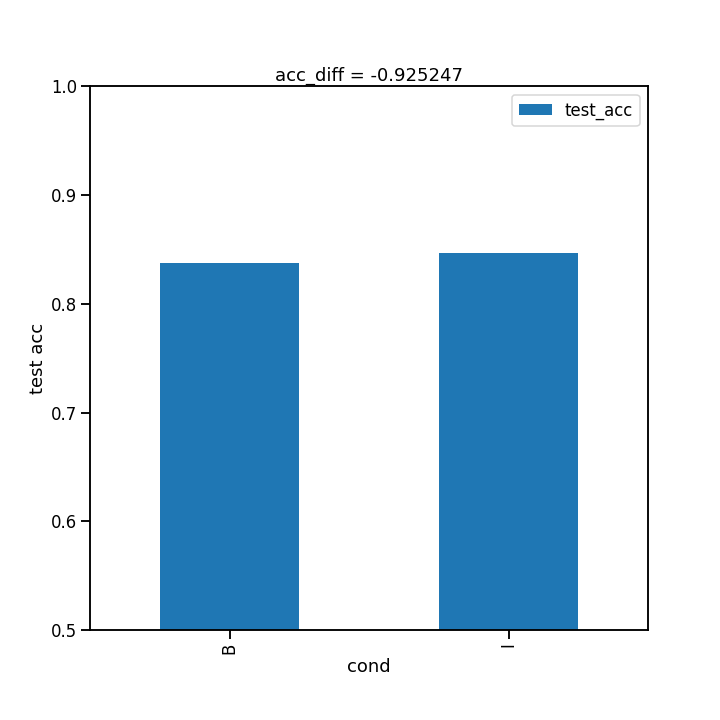 acc_diff = -0.925247
1.0
test_acc
0.9
0.8
test acc
0.7
0.6
0.5
B
I
cond